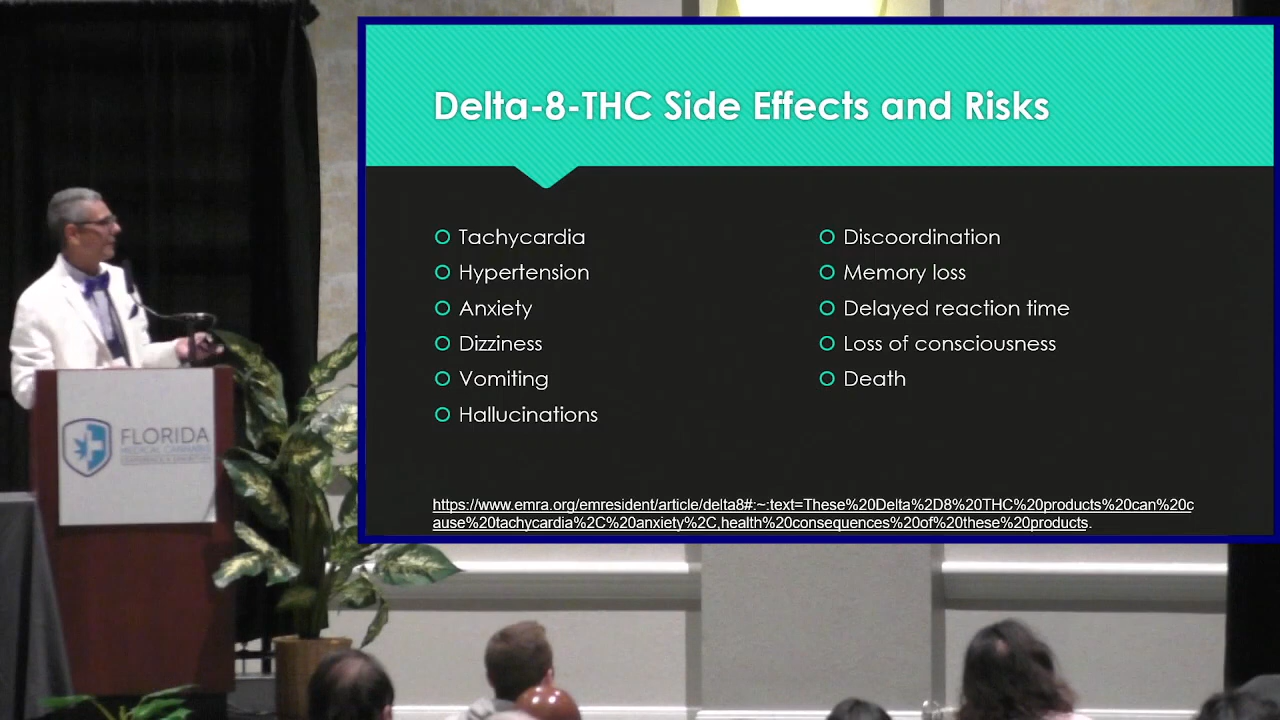 Delta-8-THC Side Effects and Risks
Tachycardia
Hypertension
Anxiety
Dizziness
Vomiting
Hallucinations
Discoordination
Memory loss
Delayed reaction time
Loss of consciousness
Death
https://www.emra.org/emresident/article/delta8#:~:text=These%20Delta%2D8%20THC%20products%20can%20c
ause%20tachycardia%2C%20anxiety%2C,health%20consequences%20of%20these%20products.
FLORIDA
MEDICAL CANNABIS